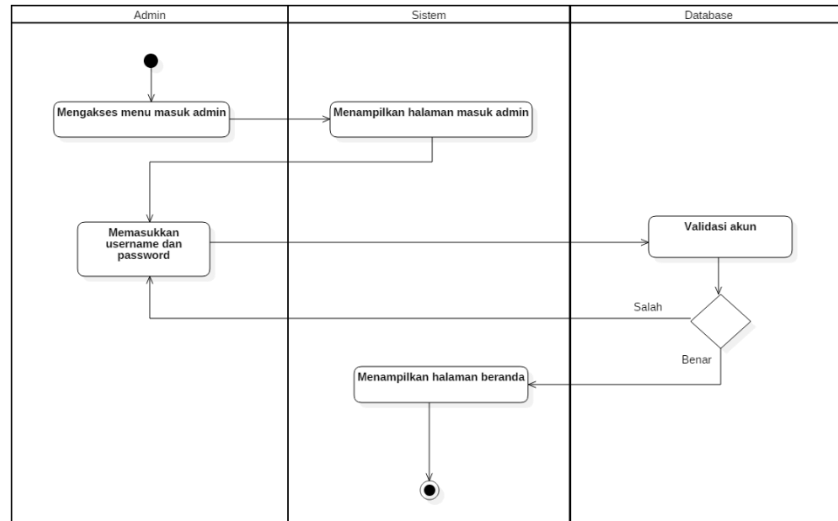 Admin
Sistem
Database
Mengakses menu masuk admin
Menampilkan halaman masuk admin
Memasukkan
username dan
password
Validasi akun
Salah
Benar
Menampilkan halaman beranda